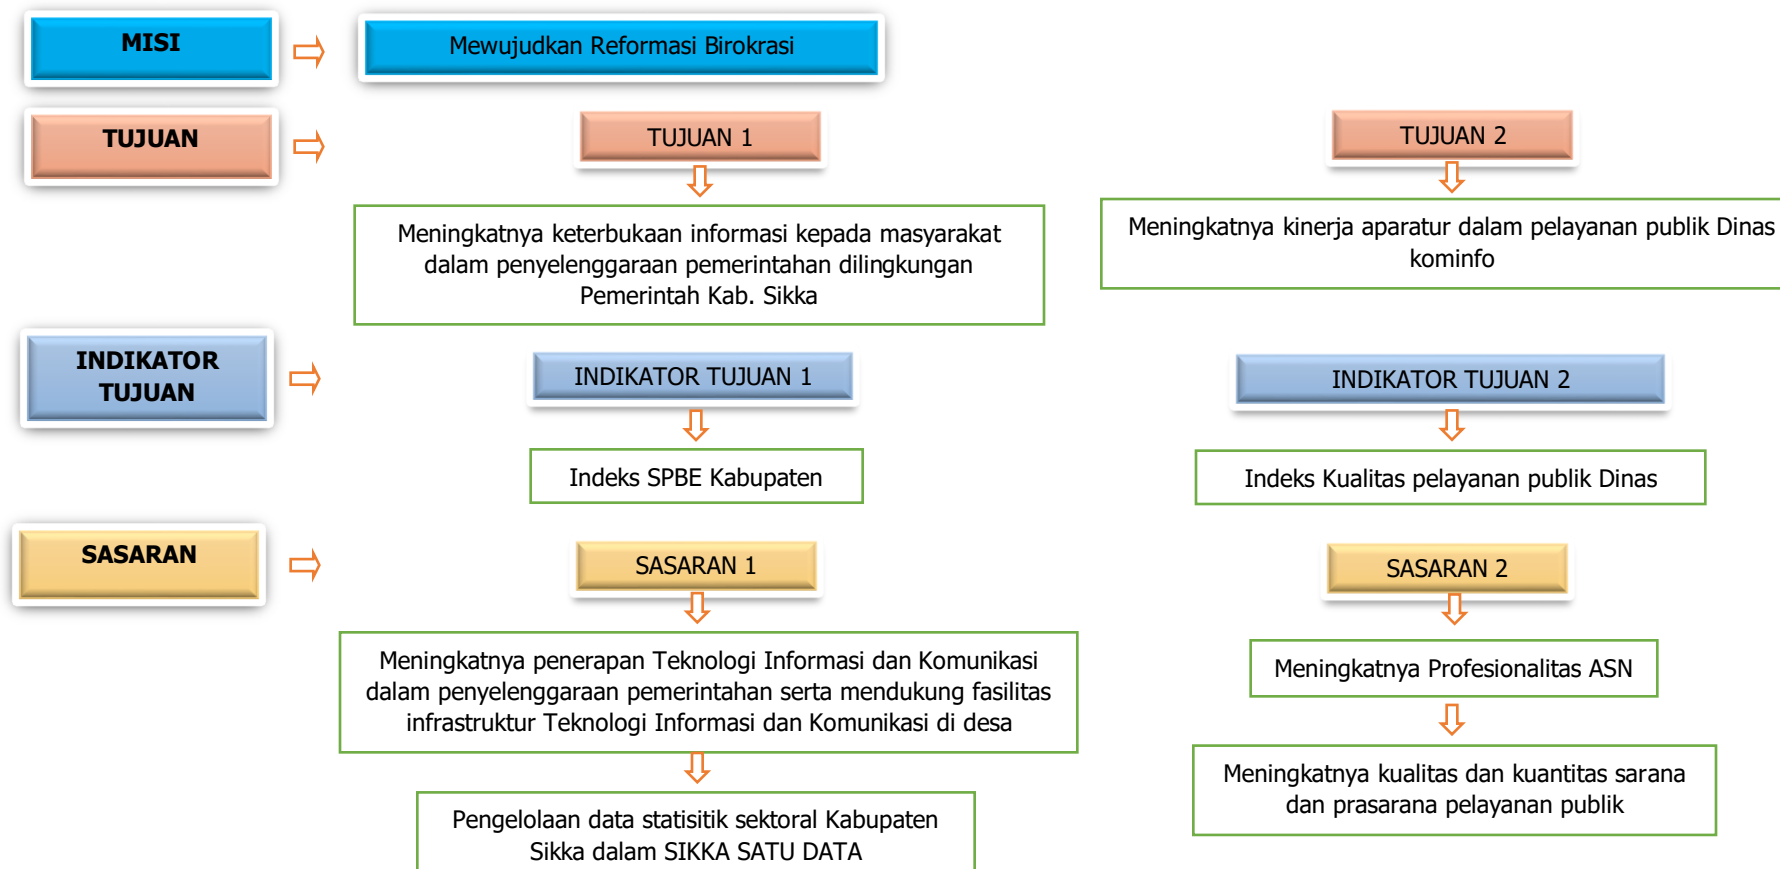 MISI
Mewujudkan Reformasi Birokrasi
TUJUAN
TUJUAN 1
TUJUAN 2
Meningkatnya keterbukaan informasi kepada masyarakat
dalam penyelenggaraan pemerintahan dilingkungan
Pemerintah Kab. Sikka
Meningkatnya kinerja aparatur dalam pelayanan publik Dinas
kominfo
INDIKATOR
TUJUAN
INDIKATOR TUJUAN 1
INDIKATOR TUJUAN 2
Indeks SPBE Kabupaten
Indeks Kualitas pelayanan publik Dinas
SASARAN
SASARAN 1
SASARAN 2
Meningkatnya penerapan Teknologi Informasi dan Komunikasi
dalam penyelenggaraan pemerintahan serta mendukung fasilitas
infrastruktur Teknologi Informasi dan Komunikasi di desa
Meningkatnya Profesionalitas ASN
Pengelolaan data statisitik sektoral Kabupaten
Sikka dalam SIKKA SATU DATA
Meningkatnya kualitas dan kuantitas sarana
dan prasarana pelayanan publik